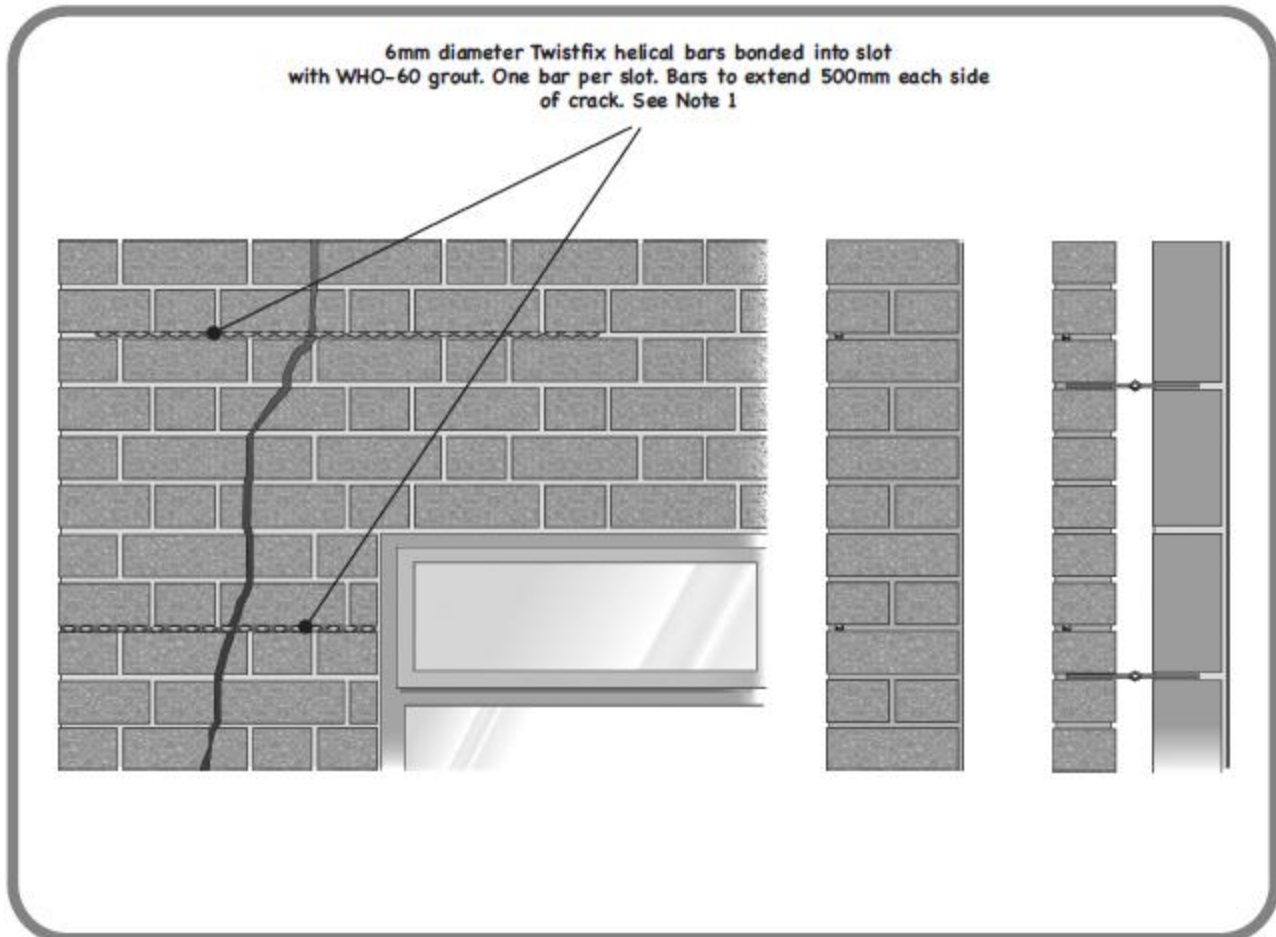 6mm diameter Twistfix helical bars bonded into slot
with WHO-60 grout. One bar per slot. Bars to extend 500mm each side
of crack. See Note 1